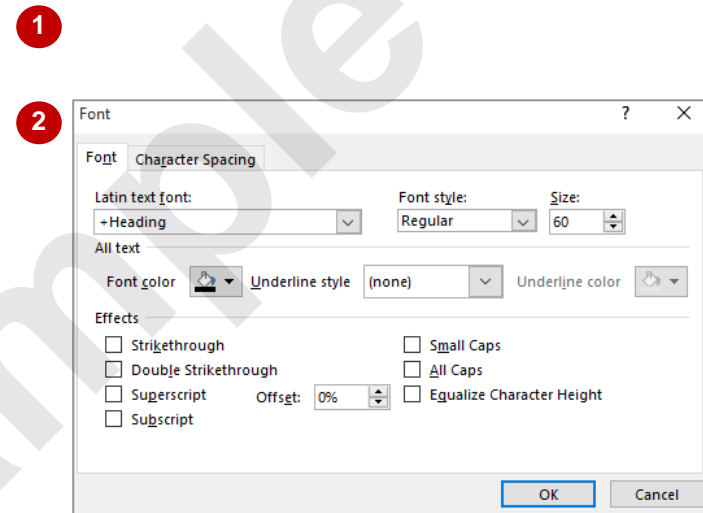 1
2
Font ?
Font Character Spacing
Latin text font: Font style: Size:
+Heading Regular 60
All text
Font color Underline style (none) Underline color
Effects
Strikethrough Small Caps
Double Strikethrough All Caps
Superscript Offset: 0% Equalize Character Height
Subscript
OK Cancel